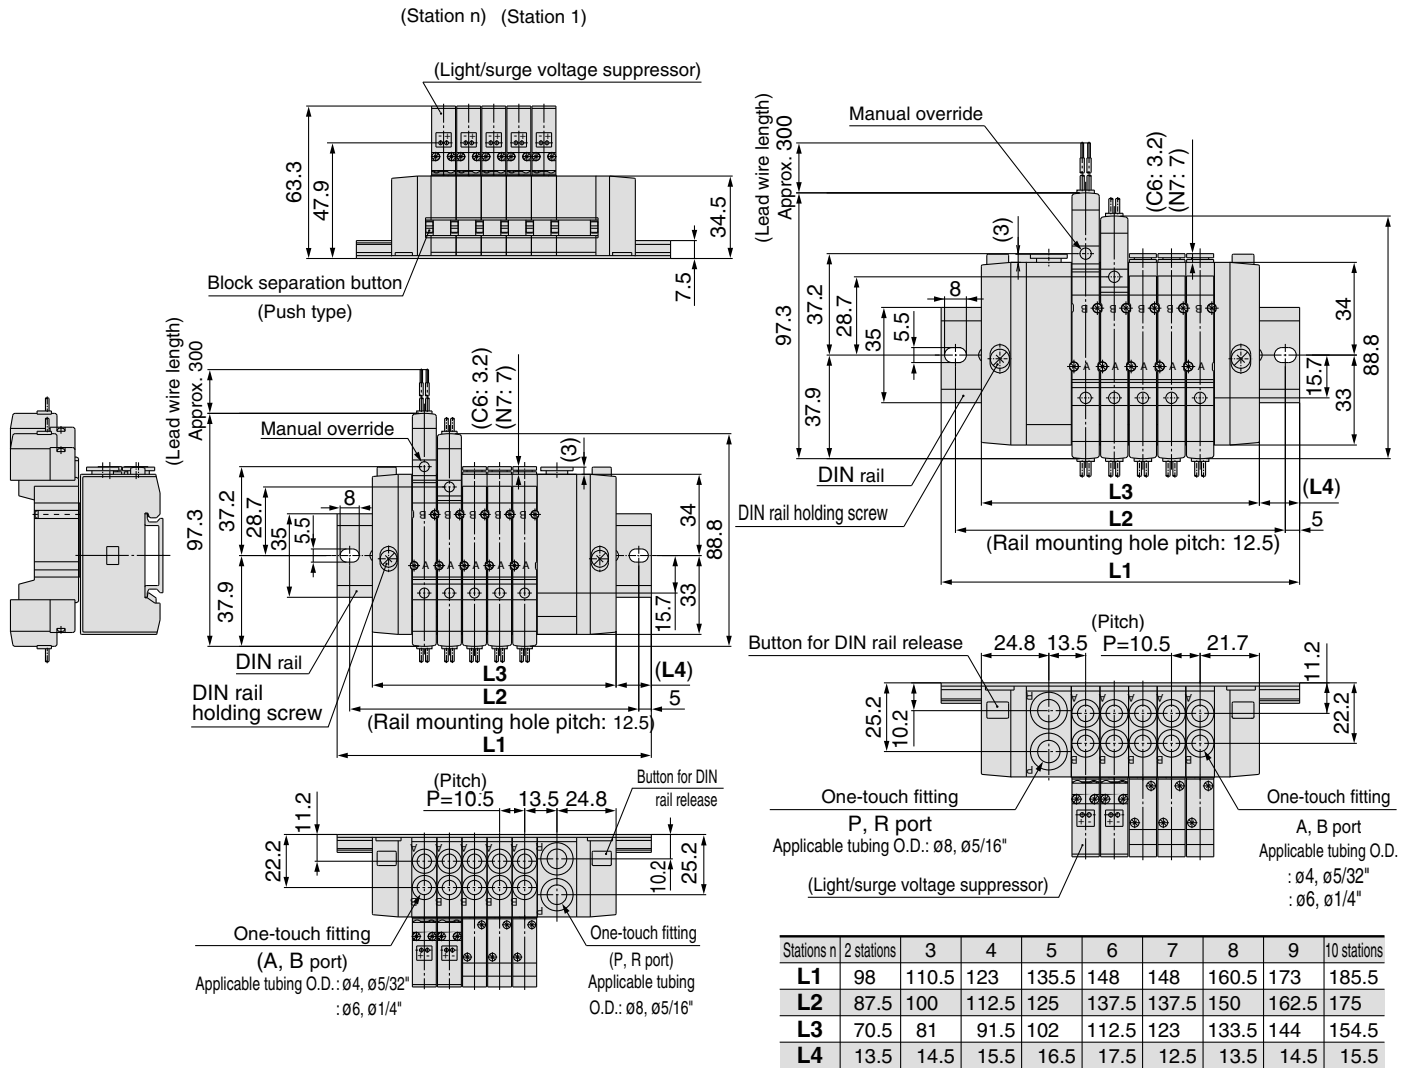 (Station n) (Station 1)
(Light/surge voltage suppressor)
63.3
47.9
34.5
7.5
Block separation button
(Push type)
(Lead wire length)
Approx. 300
Manual override
(C6: 3.2)
(N7: 7)
(3)
97.3
37.2
28.7
35
8
5.5
37.9
34
88.8
15.7
33
DIN rail
DIN rail holding screw
L3
(L4)
L2
5
(Rail mounting hole pitch: 12.5)
L1
B B B B B
A A A A A
(Lead wire length)
Approx. 300
Manual override
(C6: 3.2)
(N7: 7)
(3)
97.3
37.2
28.7
35
8
5.5
37.9
34
88.8
15.7
33
B B B B B
A A A A A
DIN rail
DIN rail
holding screw
L3
(L4)
L2
5
(Rail mounting hole pitch: 12.5)
L1
(Pitch)
Button for DIN rail release
24.8 13.5 P=10.5 21.7
11.2
25.2
10.2
22.2
One-touch fitting
P, R port
Applicable tubing O.D.: ø8, ø5/16"
(Light/surge voltage suppressor)
One-touch fitting
A, B port
Applicable tubing O.D.
: ø4, ø5/32"
: ø6, ø1/4"
(Pitch)
P=10.5 13.5 24.8
Button for DIN
rail release
11.2
22.2
10.2
25.2
One-touch fitting
(A, B port)
Applicable tubing O.D.: ø4, ø5/32"
: ø6, ø1/4"
One-touch fitting
(P, R port)
Applicable tubing
O.D.: ø8, ø5/16"
Stations n 2 stations 3 4 5 6 7 8 9 10 stations
L1 98 110.5 123 135.5 148 148 160.5 173 185.5
L2 87.5 100 112.5 125 137.5 137.5 150 162.5 175
L3 70.5 81 91.5 102 112.5 123 133.5 144 154.5
L4 13.5 14.5 15.5 16.5 17.5 12.5 13.5 14.5 15.5